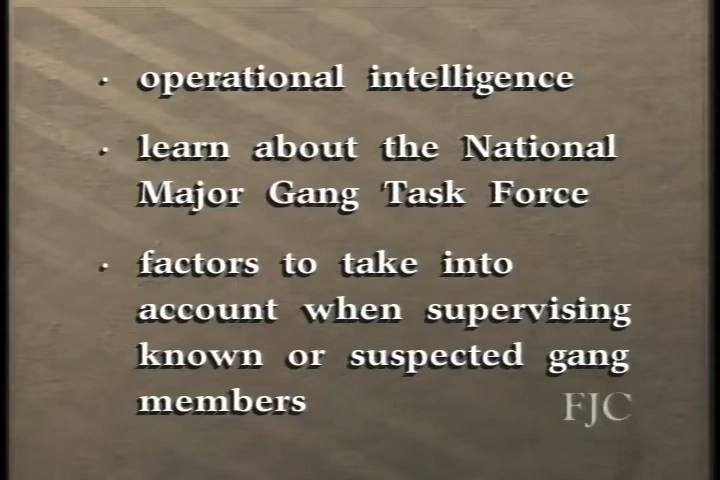 · operational intelligence
· learn about the National
Major Gang Task Force
· factors to take into
account when supervising
known or suspected gang
members
FJC